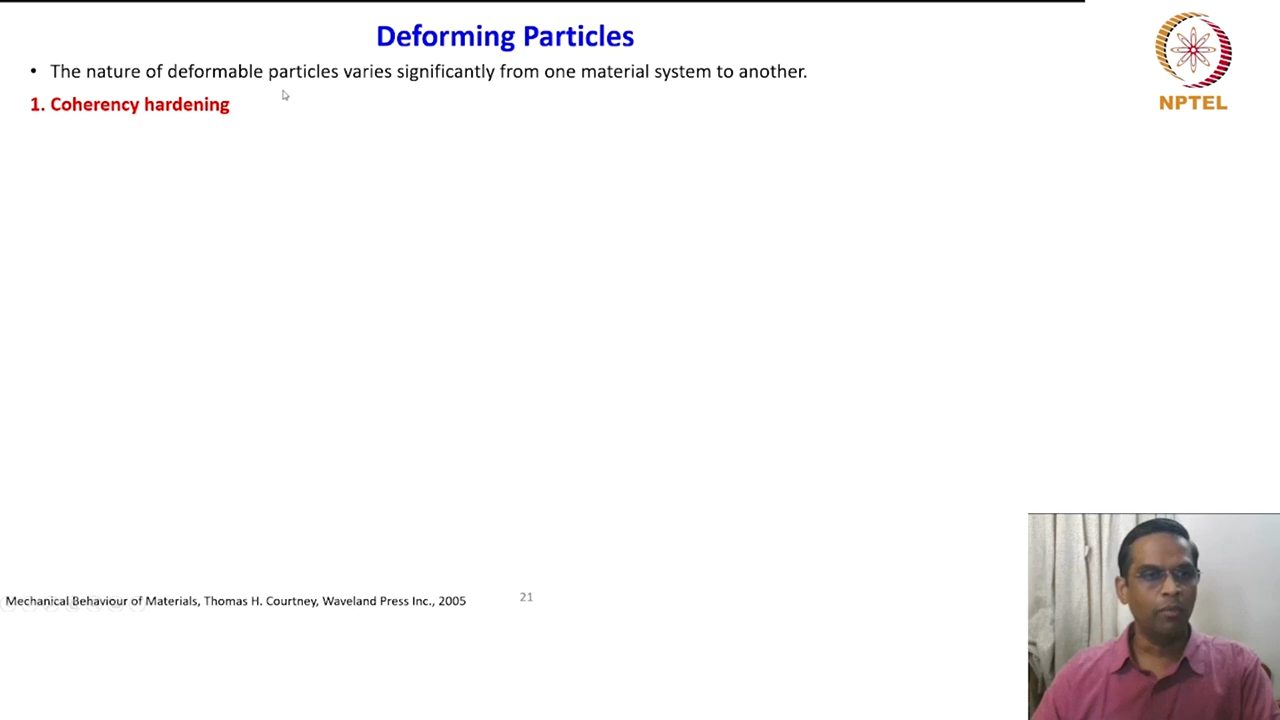 Deforming Particles
• The nature of deformable particles varies significantly from one material system to another.
1. Coherency hardening
NPTEL
Mechanical Behaviour of Materials, Thomas H. Courtney, Waveland Press Inc., 2005
21